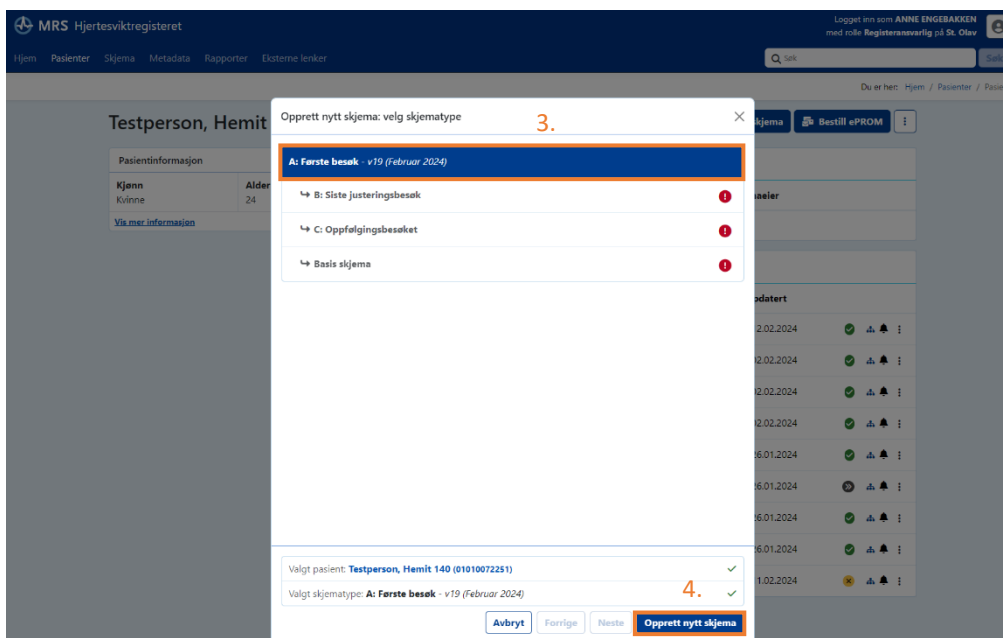 MRS Hjertesviktregisteret
Logget inn som ANNE ENGEBAKKEN
med rolle Registeransvarlig på St. Olav
Hjem Pasienter Skjema Metadata Rapporter Eksterne lenker
Søk
Du er her: Hjem / Pasienter /
Testperson, Hemit
Bestill ePROM
Pasientinformasjon
Kjønn Alder
Kvinne 24
Vis mer informasjon
Opprett nytt skjema: velg skjematype
3.
A: Første besøk - v19 (Februar 2024)
B: Siste justeringsbesøk
C: Oppfølgingsbesøket
Basis skjema
2.02.2024
02.02.2024
02.02.2024
02.02.2024
26.01.2024
26.01.2024
26.01.2024
26.01.2024
1.02.2024
Valgt pasient: Testperson, Hemit 140 (01010072251)
Valgt skjematype: A: Første besøk - v19 (Februar 2024)
4.
Avbryt Forrige Neste Opprett nytt skjema